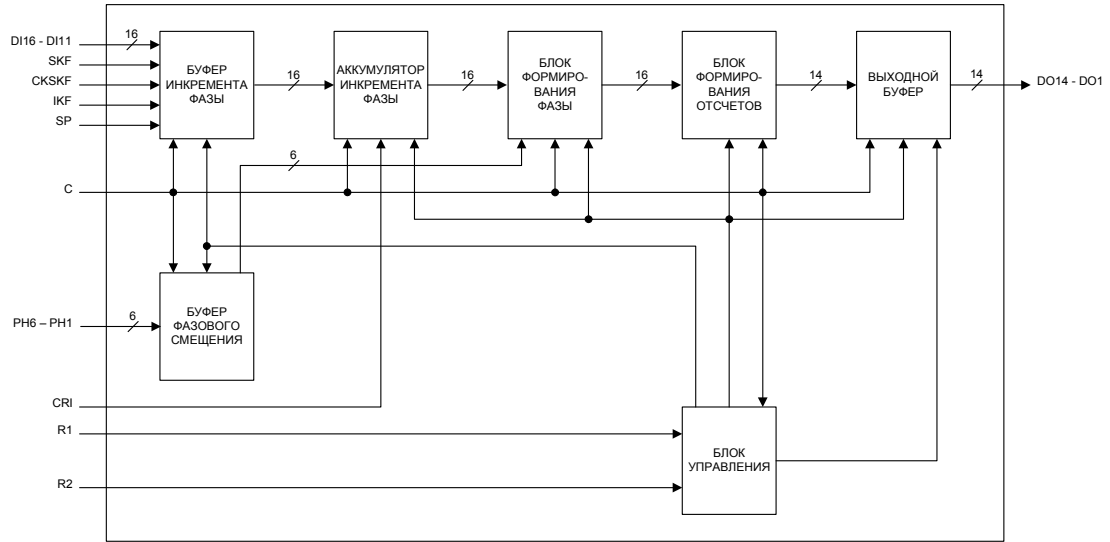 DI16 - DI11
SKF
CKSKF
IKF
SP
16
БУФЕР
ИНКРЕМЕНТА
ФАЗЫ
16
АККУМУЛЯТОР
ИНКРЕМЕНТА
ФАЗЫ
16
БЛОК
ФОРМИРО-
ВАНИЯ
ФАЗЫ
16
БЛОК
ФОРМИРО-
ВАНИЯ
ОТСЧЕТОВ
14
ВЫХОДНОЙ
БУФЕР
14
DO14 - DO1
6
C
PH6 – PH1
6
БУФЕР
ФАЗОВОГО
СМЕЩЕНИЯ
CRI
R1
R2
БЛОК
УПРАВЛЕНИЯ